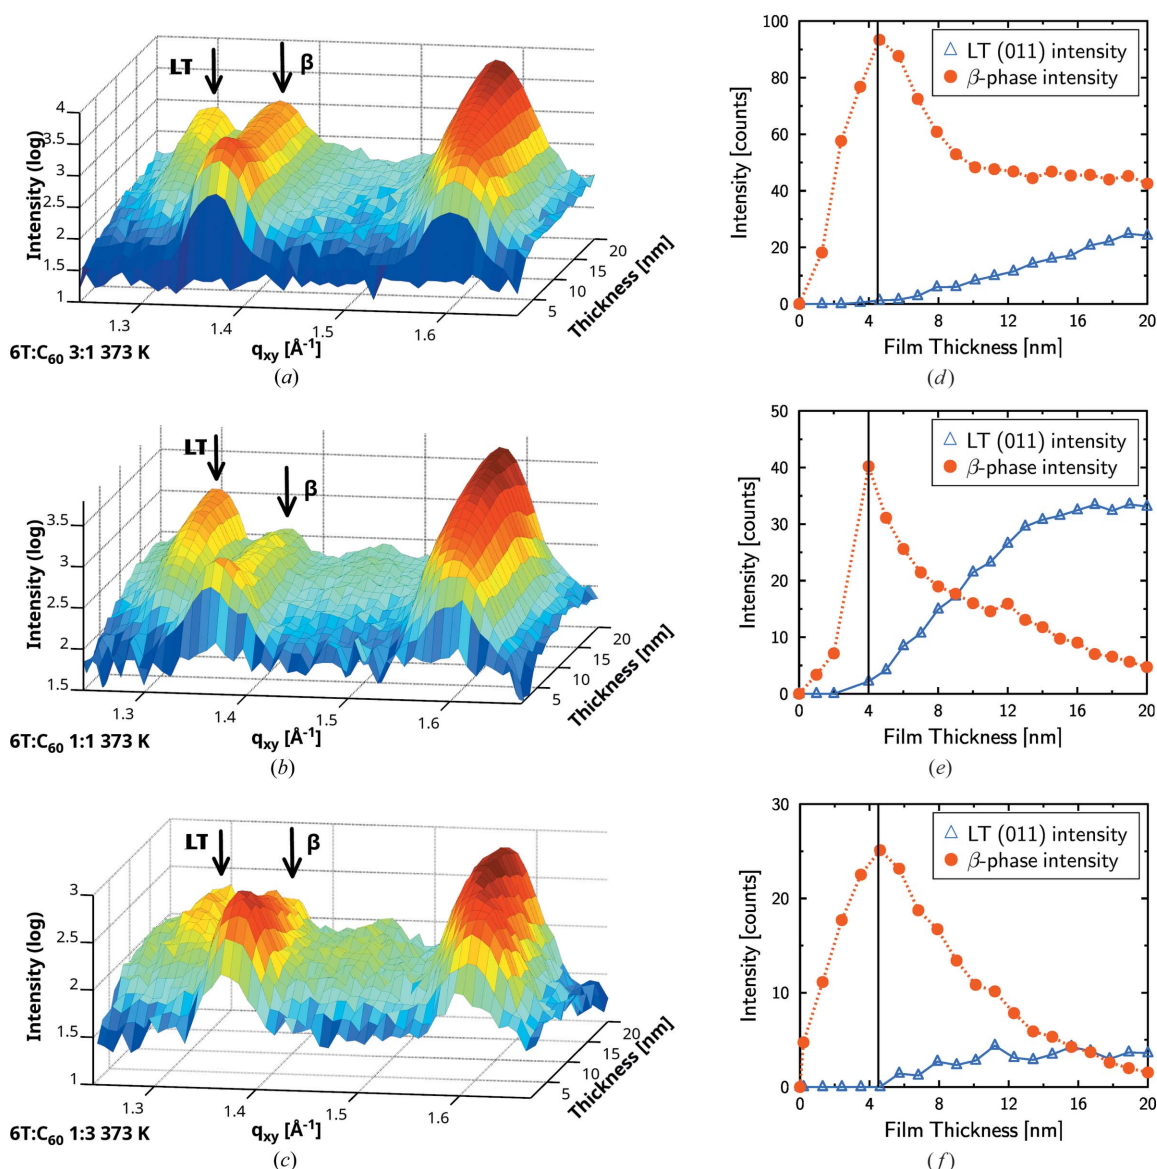 LT
β
Intensity (log)
4
3.5
3
2.5
2
1.5
1
1.3
1.4
1.5
1.6
5
10
15
20
Thickness [nm]
q_xy [Å⁻¹]
6T:C₆₀ 3:1 373 K
(a)
Intensity [counts]
100
80
60
40
20
0
0
4
8
12
16
20
Film Thickness [nm]
LT (011) intensity
β-phase intensity
(d)
LT
β
Intensity (log)
3.5
3
2.5
2
1.5
1.3
1.4
1.5
1.6
5
10
15
20
Thickness [nm]
q_xy [Å⁻¹]
6T:C₆₀ 1:1 373 K
(b)
Intensity [counts]
50
40
30
20
10
0
0
4
8
12
16
20
Film Thickness [nm]
LT (011) intensity
β-phase intensity
(e)
LT
β
Intensity (log)
3
2.5
2
1.5
1
1.3
1.4
1.5
1.6
5
10
15
20
Thickness [nm]
q_xy [Å⁻¹]
6T:C₆₀ 1:3 373 K
(c)
Intensity [counts]
30
20
10
0
0
4
8
12
16
20
Film Thickness [nm]
LT (011) intensity
β-phase intensity
(f)